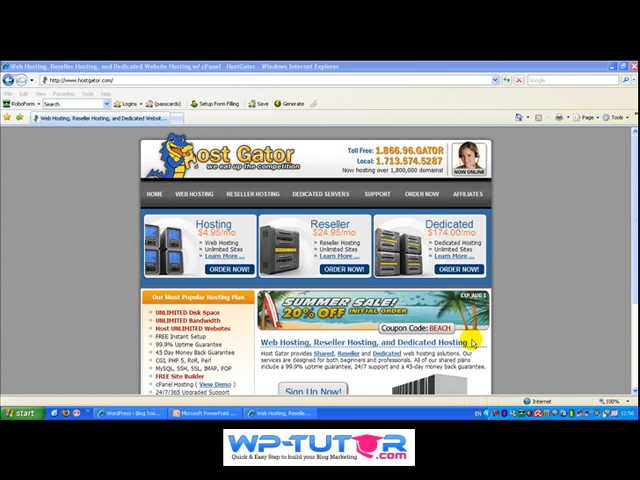 Web Hosting, Reseller Hosting, and Dedicated Website Hosting w/ cPanel - HostGator - Windows Internet Explorer
http://www.hostgator.com/
Google
File Edit View Favorites Tools Help
RoboForm Search Logins (passcards) Setup Form Filling Save Generate
Web Hosting, Reseller Hosting, and Dedicated Websit...
Page Tools
Host Gator
we eat up the competition
Toll Free: 1.866.96.GATOR
Local: 1.713.574.5287
Now hosting over 1,800,000 domains!
NOW ONLINE
HOME WEB HOSTING RESELLER HOSTING DEDICATED SERVERS SUPPORT ORDER NOW AFFILIATES
Hosting
$4.95/mo
» Web Hosting
» Unlimited Sites
» Learn More ...
ORDER NOW!
Reseller
$24.95/mo
» Reseller Hosting
» Unlimited Sites
» Learn More ...
ORDER NOW!
Dedicated
$174.00/mo
» Dedicated Hosting
» Unlimited Sites
» Learn More ...
ORDER NOW!
Our Most Popular Hosting Plan
UNLIMITED Disk Space
UNLIMITED Bandwidth
Host UNLIMITED Websites
FREE Instant Setup
99.9% Uptime Guarantee
45 Day Money Back Guarantee
CGI, PHP 5, RoR, Perl
MySQL, SSH, SSL, IMAP, POP
FREE Site Builder
cPanel Hosting ( View Demo )
24/7/365 Upgraded Support
SUMMER SALE!
20% OFF INITIAL ORDER
EXP. AUG 1
Coupon Code: BEACH
Web Hosting, Reseller Hosting, and Dedicated Hosting
Host Gator provides Shared, Reseller and Dedicated web hosting solutions. Our
services are designed for both beginners and professionals. All of our shared plans
include a 99.9% uptime guarantee, 24/7 support and a 45-day money back guarantee.
Sign Up Now!
Internet 100%
start WordPress › Blog Too... Microsoft PowerPoint ... Web Hosting, Reselle... EN 12:56
WP-TUTOR
.com
Quick & Easy Step to build your Blog Marketing